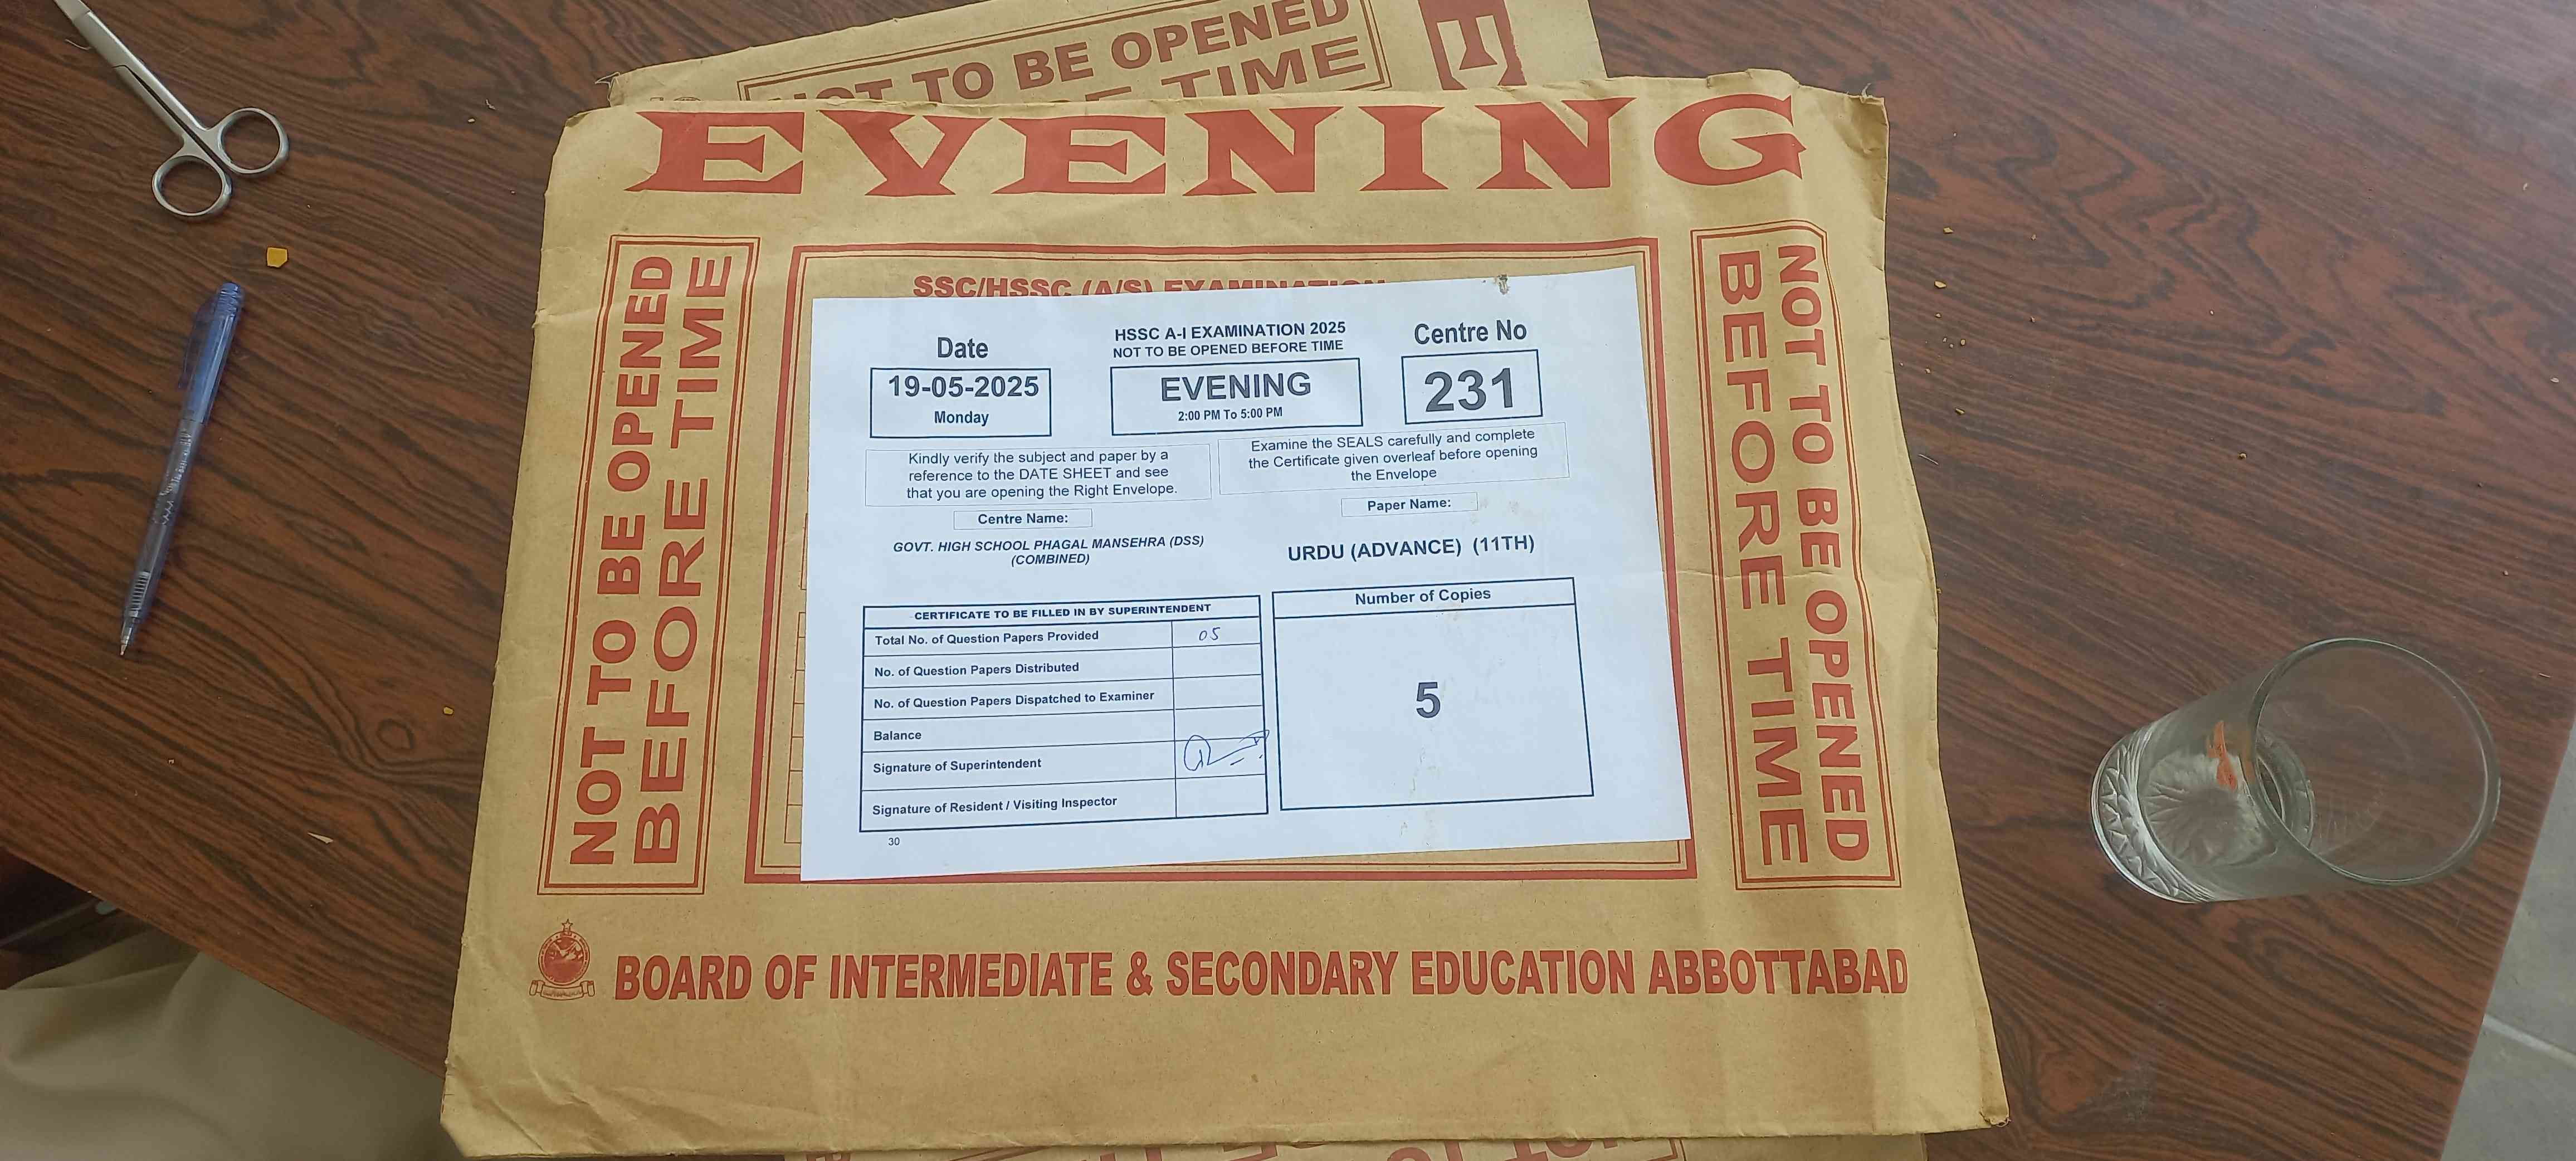 NOT TO BE OPENED
TIME
EVENING
NOT TO BE OPENED
BEFORE TIME
SSC/HSSC (A/S) EXAMINATION
Date
19-05-2025
Monday
HSSC A-I EXAMINATION 2025
NOT TO BE OPENED BEFORE TIME
EVENING
2:00 PM To 5:00 PM
Centre No
231
Kindly verify the subject and paper by a
reference to the DATE SHEET and see
that you are opening the Right Envelope.
Examine the SEALS carefully and complete
the Certificate given overleaf before opening
the Envelope
Centre Name:
GOVT. HIGH SCHOOL PHAGAL MANSEHRA (DSS)
(COMBINED)
Paper Name:
URDU (ADVANCE) (11TH)
CERTIFICATE TO BE FILLED IN BY SUPERINTENDENT
Total No. of Question Papers Provided 05
No. of Question Papers Distributed
No. of Question Papers Dispatched to Examiner
Balance
Signature of Superintendent
Signature of Resident / Visiting Inspector
Number of Copies
5
30
NOT TO BE OPENED
BEFORE TIME
BOARD OF INTERMEDIATE & SECONDARY EDUCATION ABBOTTABAD